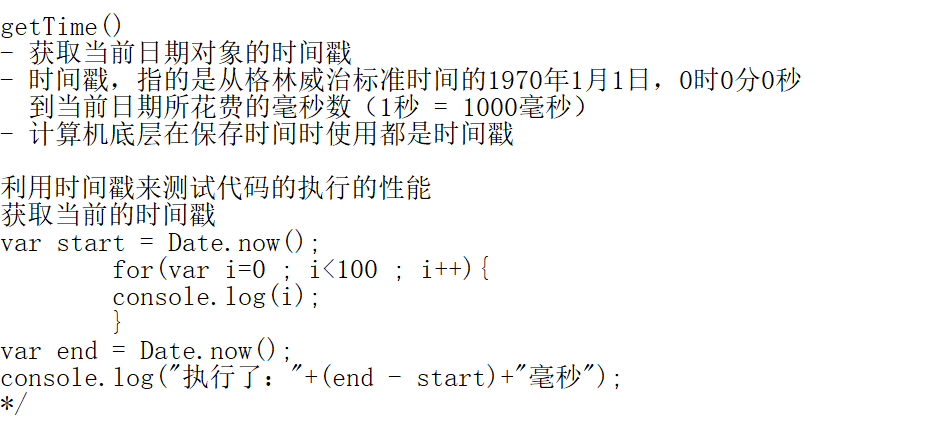 getTime()
- 获取当前日期对象的时间戳
- 时间戳，指的是从格林威治标准时间的1970年1月1日，0时0分0秒
到当前日期所花费的毫秒数（1秒 = 1000毫秒）
- 计算机底层在保存时间时使用都是时间戳
利用时间戳来测试代码的执行的性能
获取当前的时间戳
var start = Date.now();
for(var i=0 ; i<100 ; i++){
console.log(i);
}
var end = Date.now();
console.log("执行了："+(end - start)+"毫秒");
*/